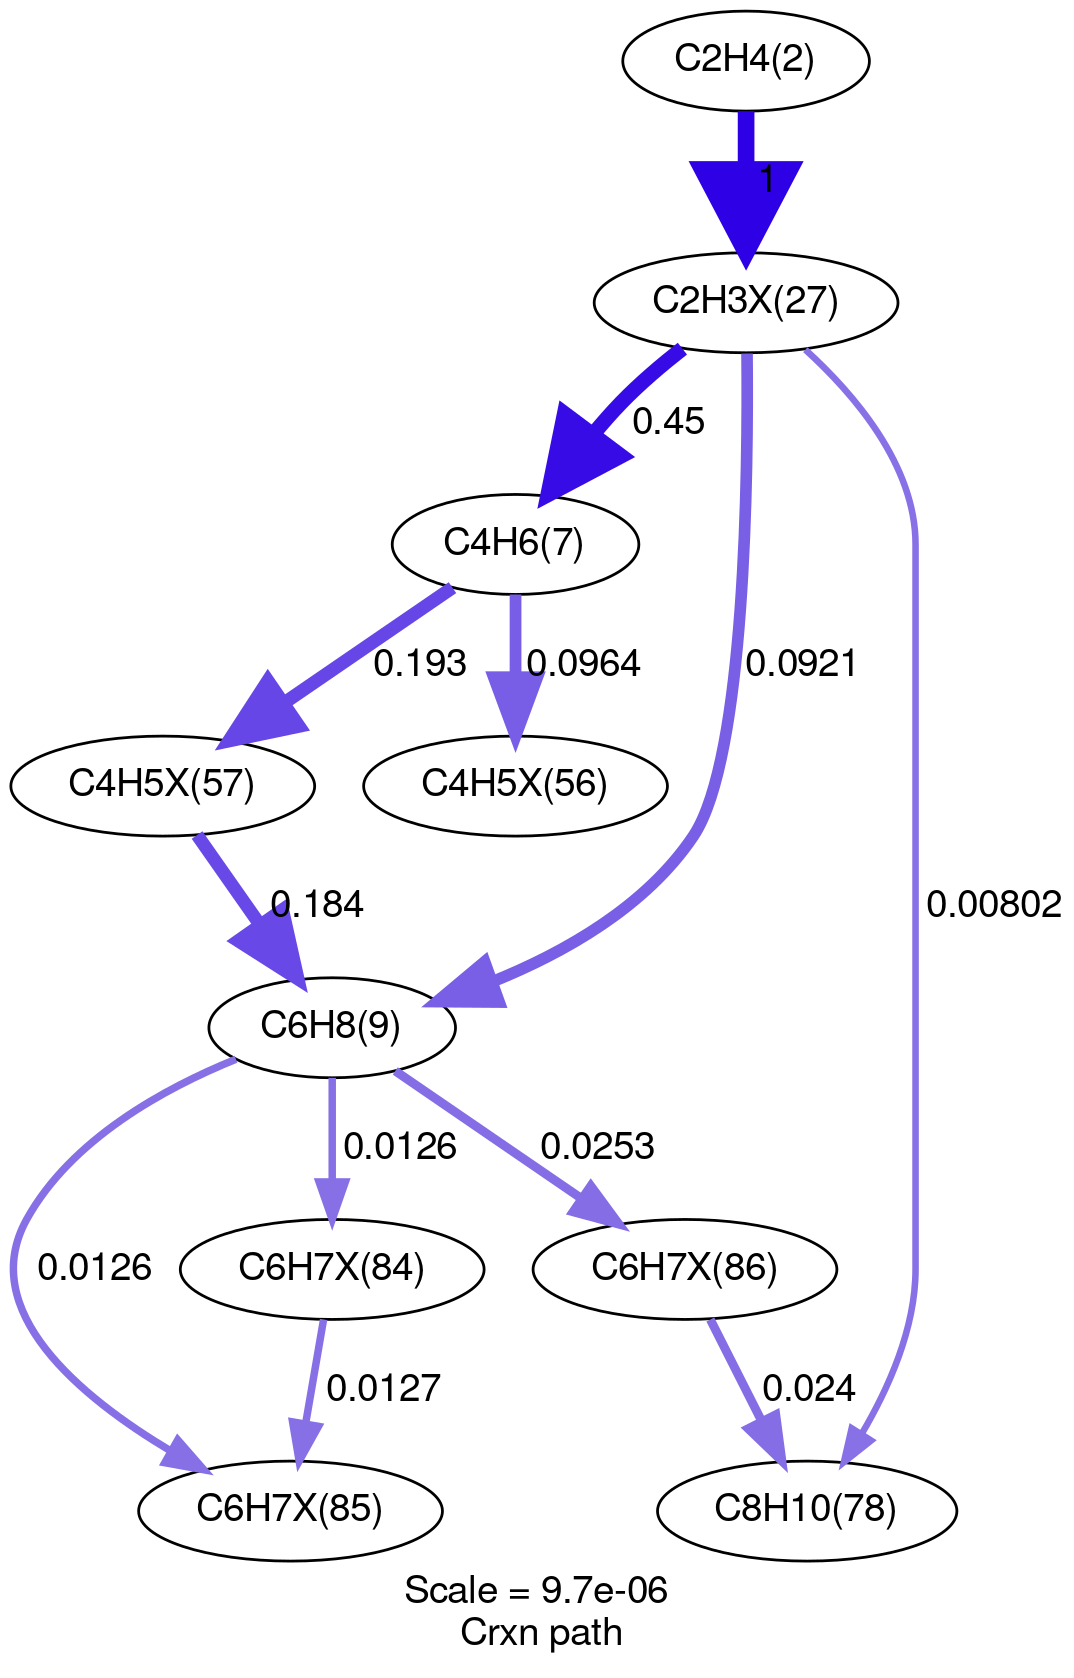 C2H4(2)
1
C2H3X(27)
0.45
C4H6(7)
0.193
0.0964
0.0921
C4H5X(57)
C4H5X(56)
0.184
0.00802
C6H8(9)
0.0126
0.0253
0.0126
C6H7X(84)
C6H7X(86)
0.0127
0.024
C6H7X(85)
C8H10(78)
Scale = 9.7e-06
Crxn path